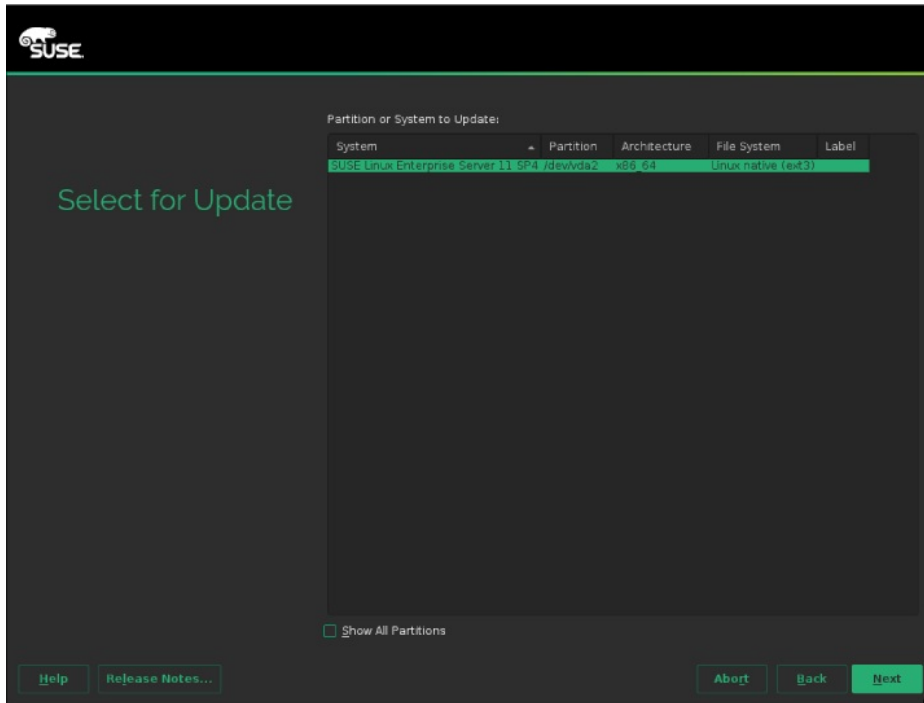 SUSE.
Partition or System to Update:
System Partition Architecture File System Label
SUSE Linux Enterprise Server 11 SP4 /dev/vda2 x86_64 Linux native (ext3)
Select for Update
Show All Partitions
Help Release Notes... Abort Back Next